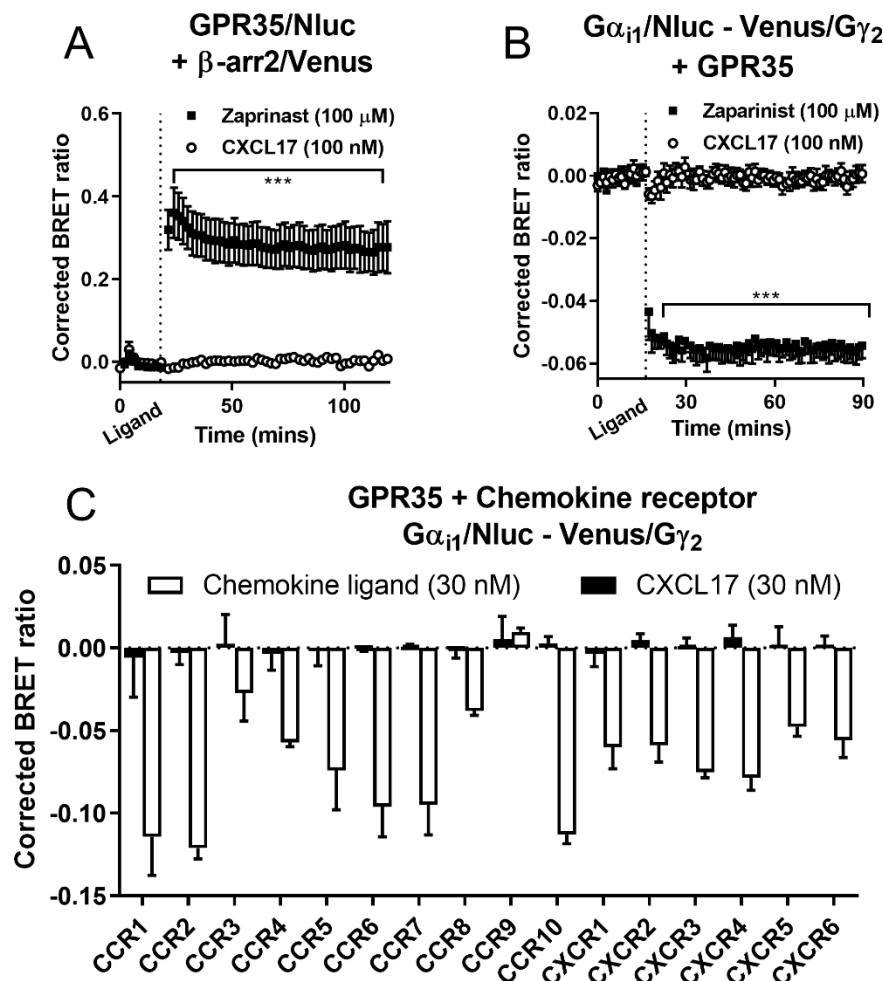 A
GPR35/Nluc
+ β-arr2/Venus
Zaprinast (100 μM)
CXCL17 (100 nM)
***
Corrected BRET ratio
0.6
0.4
0.2
0.0
0
50
100
Ligand
Time (mins)
B
Gαi1/Nluc - Venus/Gγ2
+ GPR35
Zaparinist (100 μM)
CXCL17 (100 nM)
***
Corrected BRET ratio
0.02
0.00
-0.02
-0.04
-0.06
0
30
60
90
Ligand
Time (mins)
C
GPR35 + Chemokine receptor
Gαi1/Nluc - Venus/Gγ2
Chemokine ligand (30 nM)
CXCL17 (30 nM)
Corrected BRET ratio
0.05
0.00
-0.05
-0.10
-0.15
CCR1
CCR2
CCR3
CCR4
CCR5
CCR6
CCR7
CCR8
CCR9
CCR10
CXCR1
CXCR2
CXCR3
CXCR4
CXCR5
CXCR6